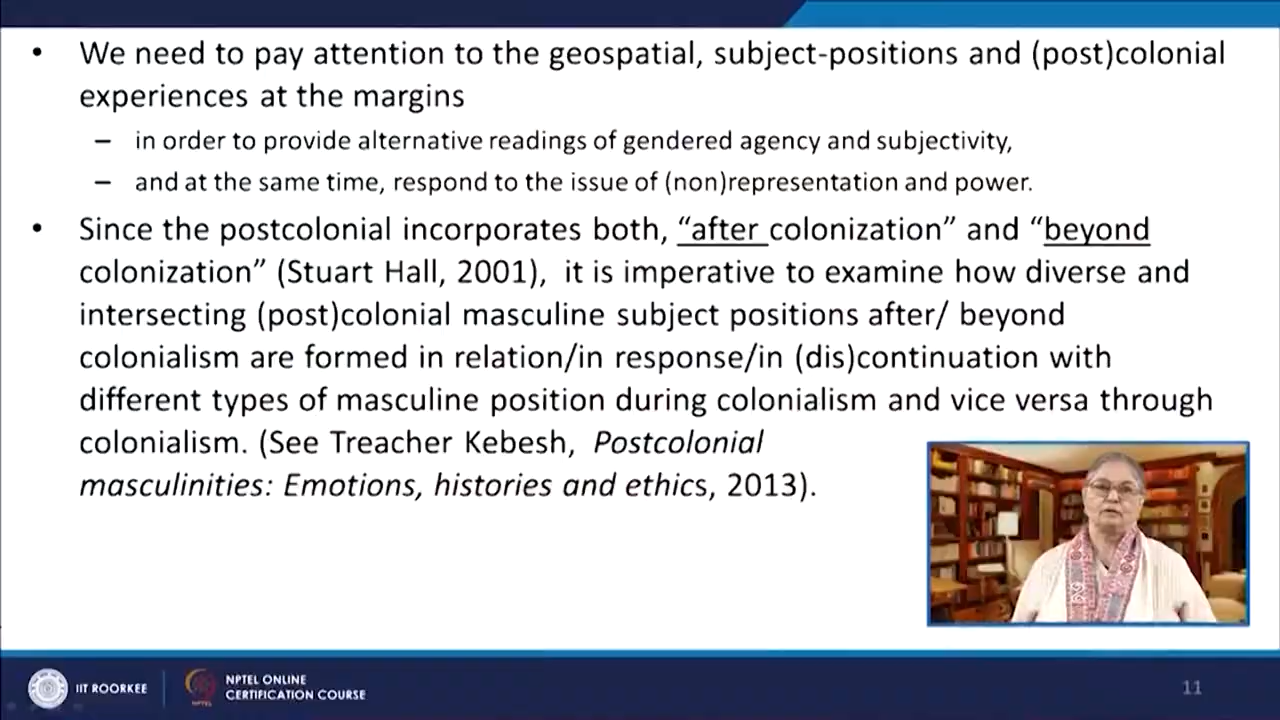 • We need to pay attention to the geospatial, subject-positions and (post)colonial
experiences at the margins
– in order to provide alternative readings of gendered agency and subjectivity,
– and at the same time, respond to the issue of (non)representation and power.
• Since the postcolonial incorporates both, “after colonization” and “beyond
colonization” (Stuart Hall, 2001), it is imperative to examine how diverse and
intersecting (post)colonial masculine subject positions after/ beyond
colonialism are formed in relation/in response/in (dis)continuation with
different types of masculine position during colonialism and vice versa through
colonialism. (See Treacher Kebesh, Postcolonial
masculinities: Emotions, histories and ethics, 2013).
IIT ROORKEE
NPTEL
NPTEL ONLINE
CERTIFICATION COURSE
11